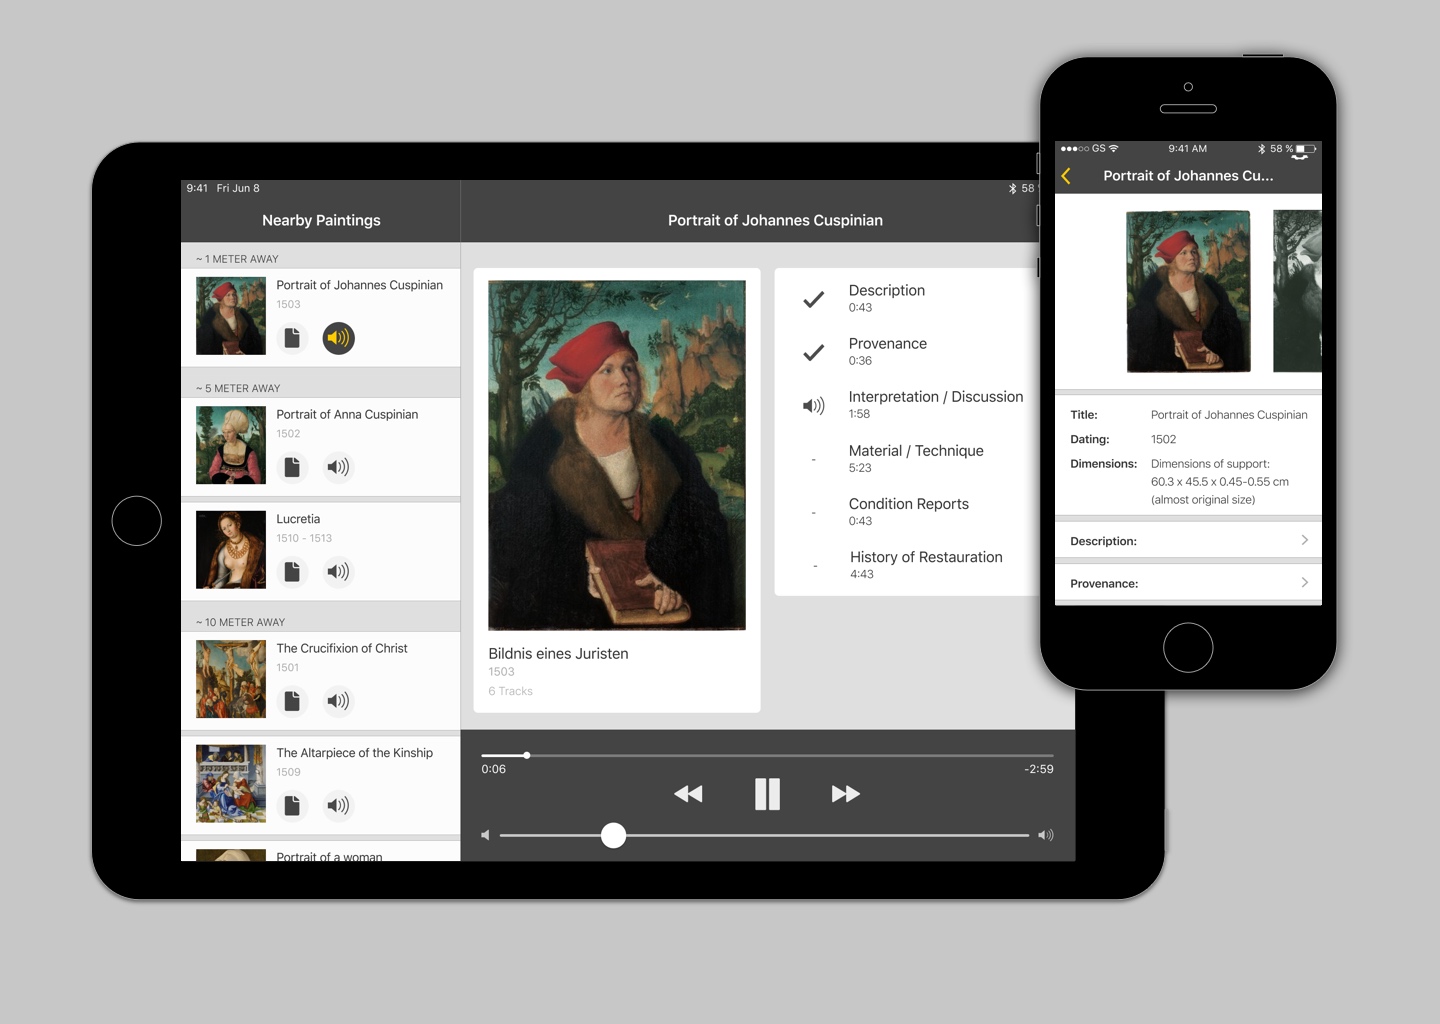 9:41 Fri Jun 8
58
Nearby Paintings
~ 1 METER AWAY
Portrait of Johannes Cuspinian
1503
~ 5 METER AWAY
Portrait of Anna Cuspinian
1502
Lucretia
1510 - 1513
~ 10 METER AWAY
The Crucifixion of Christ
1501
The Altarpiece of the Kinship
1509
Portrait of a woman
Portrait of Johannes Cuspinian
Bildnis eines Juristen
1503
6 Tracks
Description
0:43
Provenance
0:36
Interpretation / Discussion
1:58
Material / Technique
5:23
Condition Reports
0:43
History of Restauration
4:43
0:06
-2:59
GS 9:41 AM 58 %
Portrait of Johannes Cu...
Title: Portrait of Johannes Cuspinian
Dating: 1502
Dimensions: Dimensions of support:
60.3 x 45.5 x 0.45-0.55 cm
(almost original size)
Description:
Provenance: